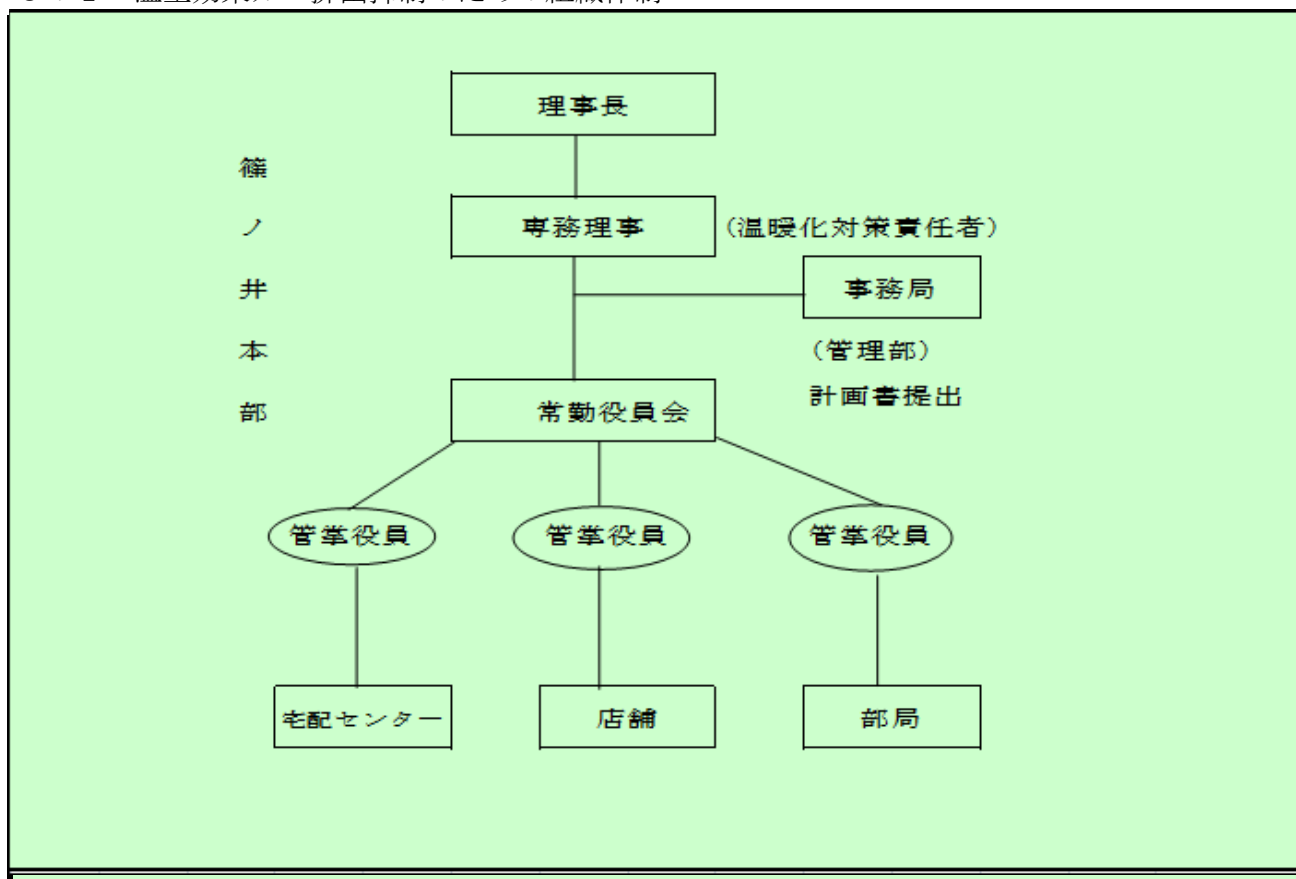 理事長
篠ノ井本部
専務理事
(温暖化対策責任者)
事務局
(管理部)
計画書提出
常勤役員会
管掌役員
管掌役員
管掌役員
宅配センター
店舗
部局